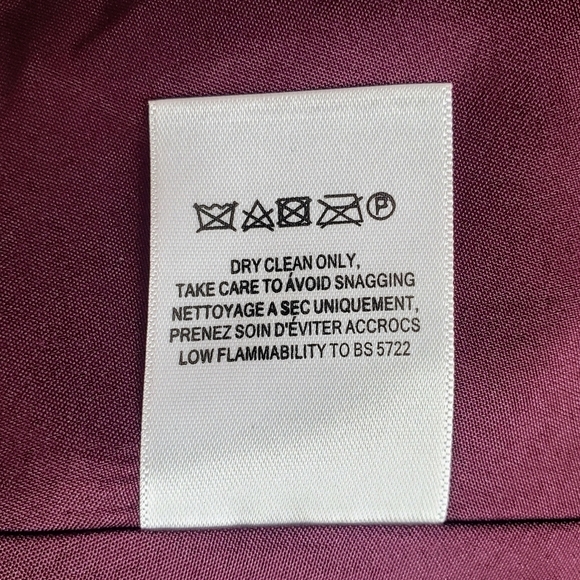 P
DRY CLEAN ONLY,
TAKE CARE TO ÁVOID SNAGGING
NETTOYAGE A SEC UNIQUEMENT,
PRENEZ SOIN D'ÉVITER ACCROCS
LOW FLAMMABILITY TO BS 5722